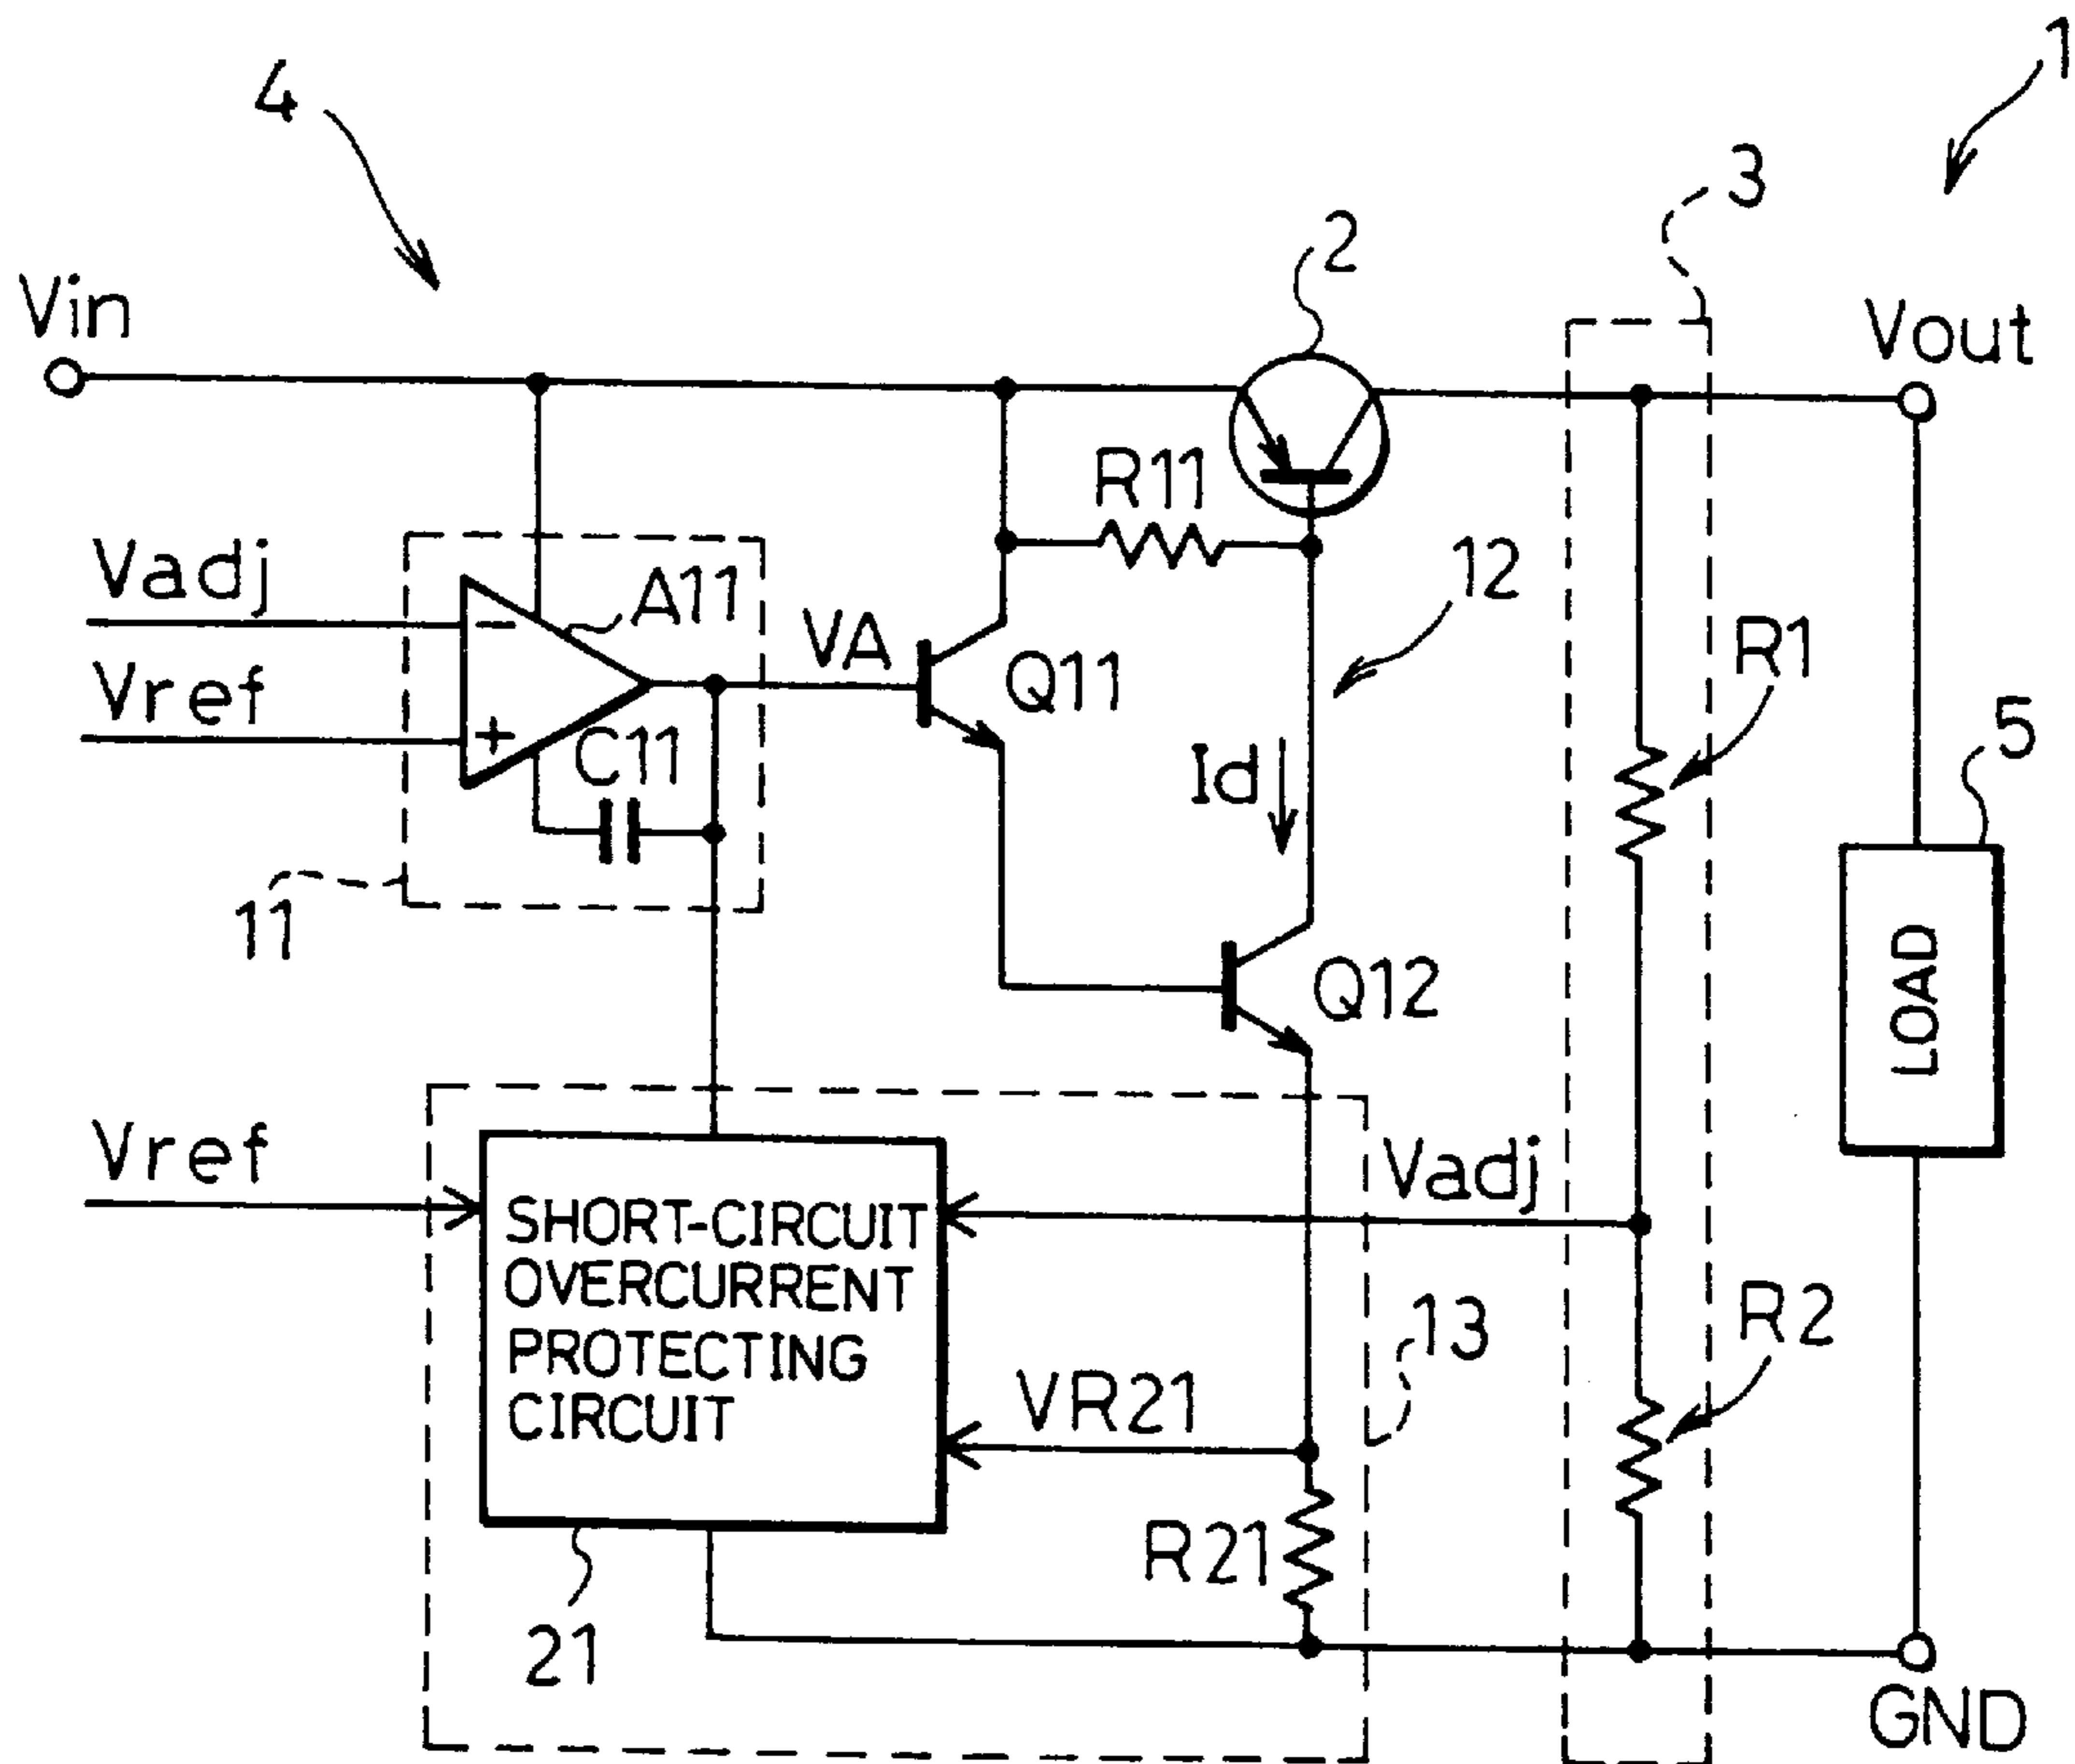 1
4
3
2
Vin
Vout
R11
12
Vadj
A11
VA
Q11
R1
Vref
C11
Id
5
11
LOAD
Q12
Vref
Vadj
SHORT-CIRCUIT
OVERCURRENT
PROTECTING
CIRCUIT
13
R2
VR21
R21
21
GND